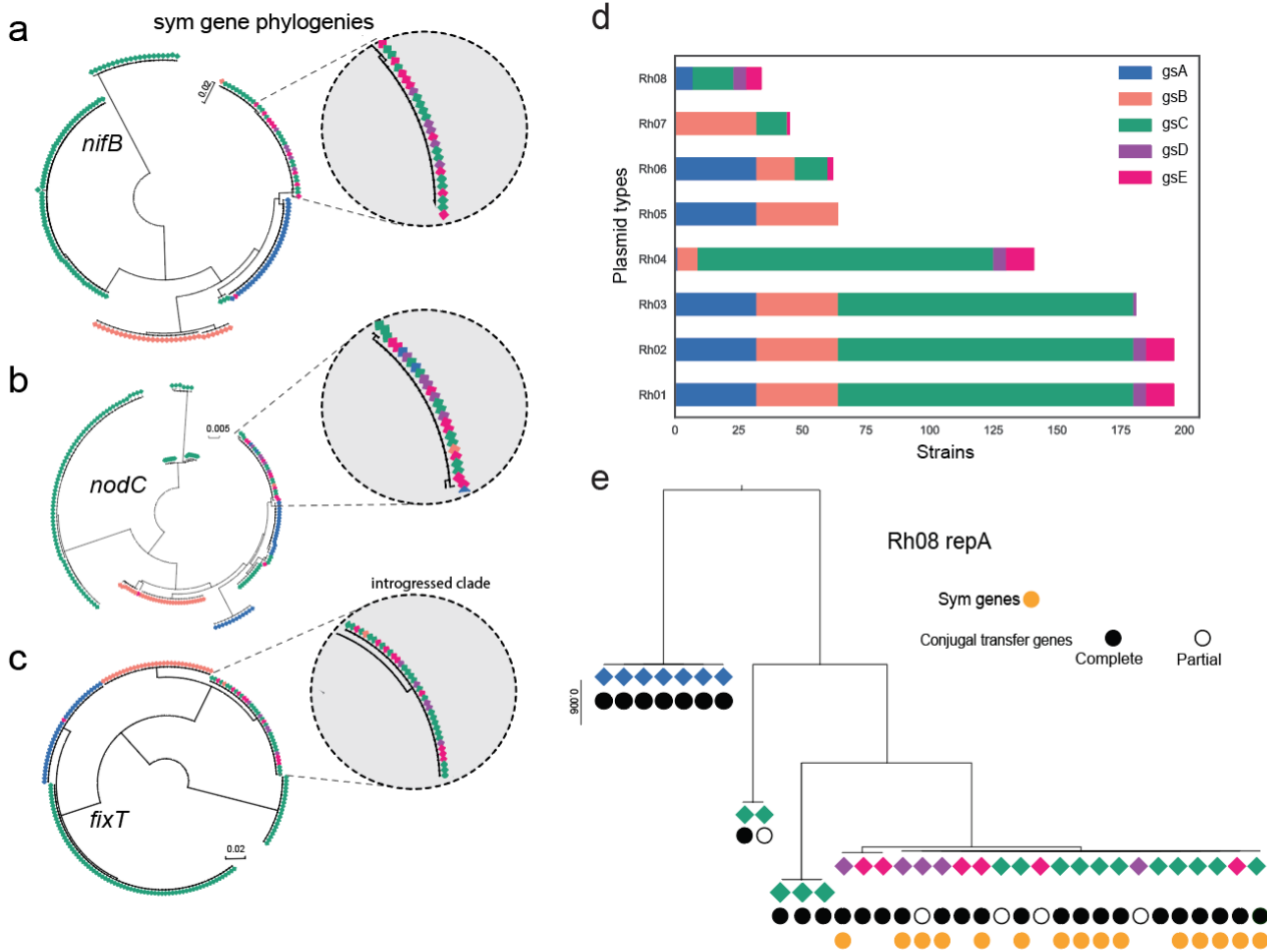 a
sym gene phylogenies
nifB
0.02
b
nodC
0.005
c
introgressed clade
fixT
0.02
d
Plasmid types
Rh08
Rh07
Rh06
Rh05
Rh04
Rh03
Rh02
Rh01
0 25 50 75 100 125 150 175 200
Strains
gsA
gsB
gsC
gsD
gsE
e
Rh08 repA
Sym genes
Conjugal transfer genes
Complete
Partial
0.006